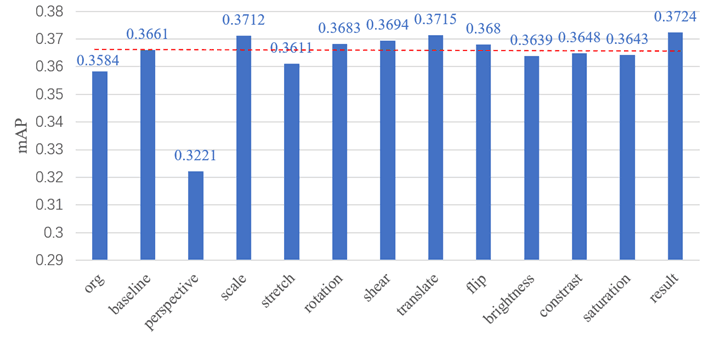 0.38
0.37
0.36
0.35
0.34
0.33
0.32
0.31
0.3
0.29
mAP
0.3584
0.3661
0.3221
0.3712
0.3611
0.3683
0.3694
0.3715
0.368
0.3639
0.3648
0.3643
0.3724
org
baseline
perspective
scale
stretch
rotation
shear
translate
flip
brightness
constrast
saturation
result